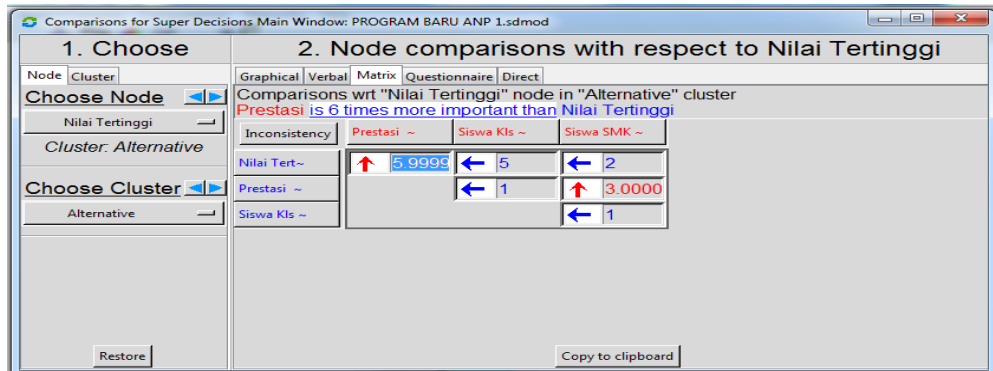 Comparisons for Super Decisions Main Window: PROGRAM BARU ANP 1.sdmod
1. Choose
2. Node comparisons with respect to Nilai Tertinggi
Node Cluster
Graphical Verbal Matrix Questionnaire Direct
Choose Node
Nilai Tertinggi
Cluster: Alternative
Choose Cluster
Alternative
Restore
Comparisons wrt "Nilai Tertinggi" node in "Alternative" cluster
Prestasi is 6 times more important than Nilai Tertinggi
Inconsistency Prestasi ~ Siswa Kls ~ Siswa SMK ~
Nilai Tert~ 5.9999 5 2
Prestasi ~ 1 3.0000
Siswa Kls ~ 1
Copy to clipboard